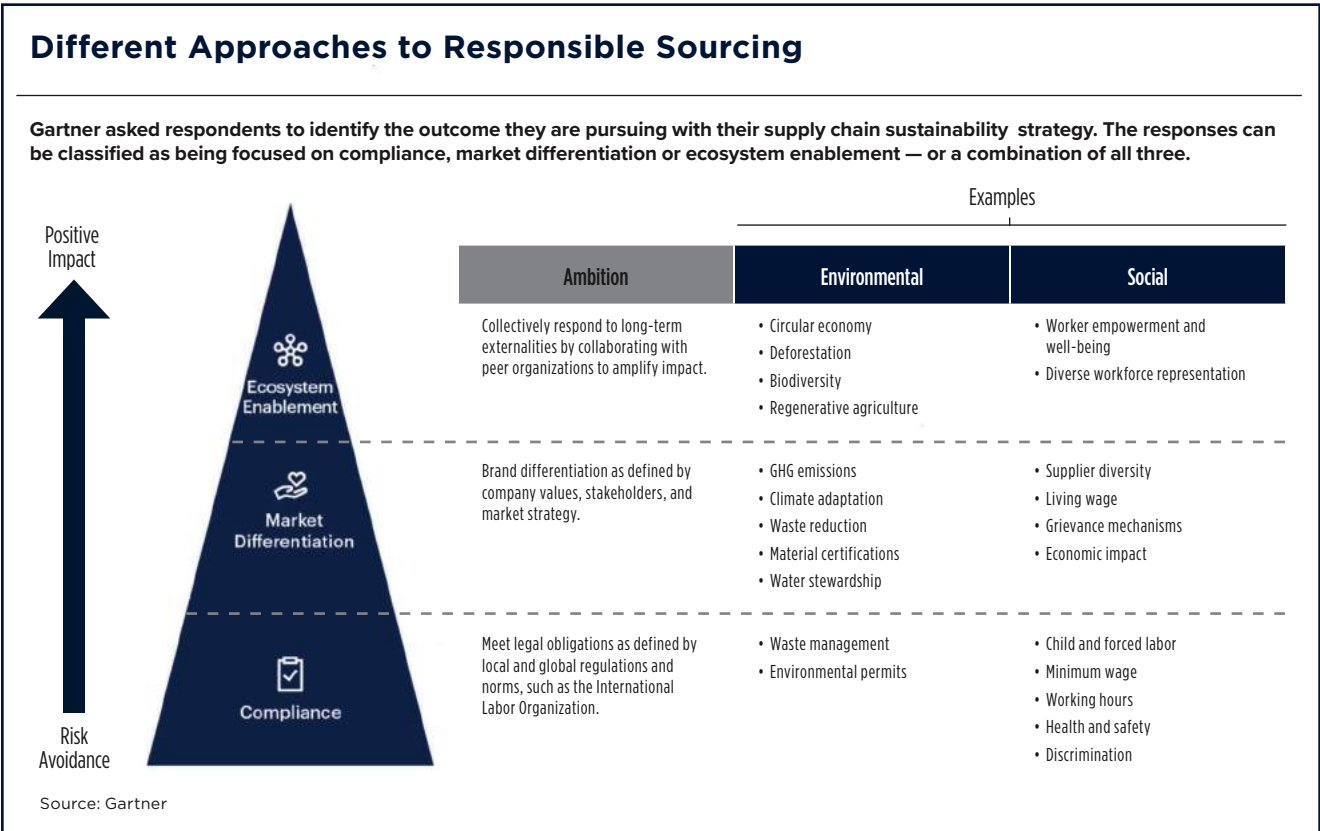 Different Approaches to Responsible Sourcing
Gartner asked respondents to identify the outcome they are pursuing with their supply chain sustainability strategy. The responses can
be classified as being focused on compliance, market differentiation or ecosystem enablement — or a combination of all three.
Examples
Positive
Impact
Ambition
Environmental
Social
Ecosystem
Enablement
Collectively respond to long-term
externalities by collaborating with
peer organizations to amplify impact.
• Circular economy
• Deforestation
• Biodiversity
• Regenerative agriculture
• Worker empowerment and
well-being
• Diverse workforce representation
Market
Differentiation
Brand differentiation as defined by
company values, stakeholders, and
market strategy.
• GHG emissions
• Climate adaptation
• Waste reduction
• Material certifications
• Water stewardship
• Supplier diversity
• Living wage
• Grievance mechanisms
• Economic impact
Compliance
Meet legal obligations as defined by
local and global regulations and
norms, such as the International
Labor Organization.
• Waste management
• Environmental permits
• Child and forced labor
• Minimum wage
• Working hours
• Health and safety
• Discrimination
Risk
Avoidance
Source: Gartner